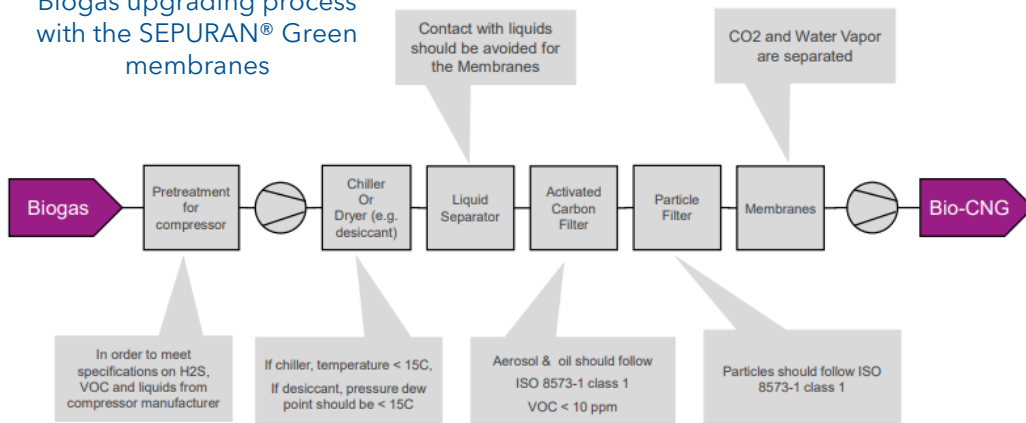 Biogas upgrading process
with the SEPURAN® Green
membranes
Contact with liquids
should be avoided for
the Membranes
CO2 and Water Vapor
are separated
Biogas
Pretreatment
for
compressor
Chiller
Or
Dryer (e.g.
desiccant)
Liquid
Separator
Activated
Carbon
Filter
Particle
Filter
Membranes
Bio-CNG
In order to meet
specifications on H2S,
VOC and liquids from
compressor manufacturer
If chiller, temperature < 15C,
If desiccant, pressure dew
point should be < 15C
Aerosol & oil should follow
ISO 8573-1 class 1
VOC < 10 ppm
Particles should follow ISO
8573-1 class 1